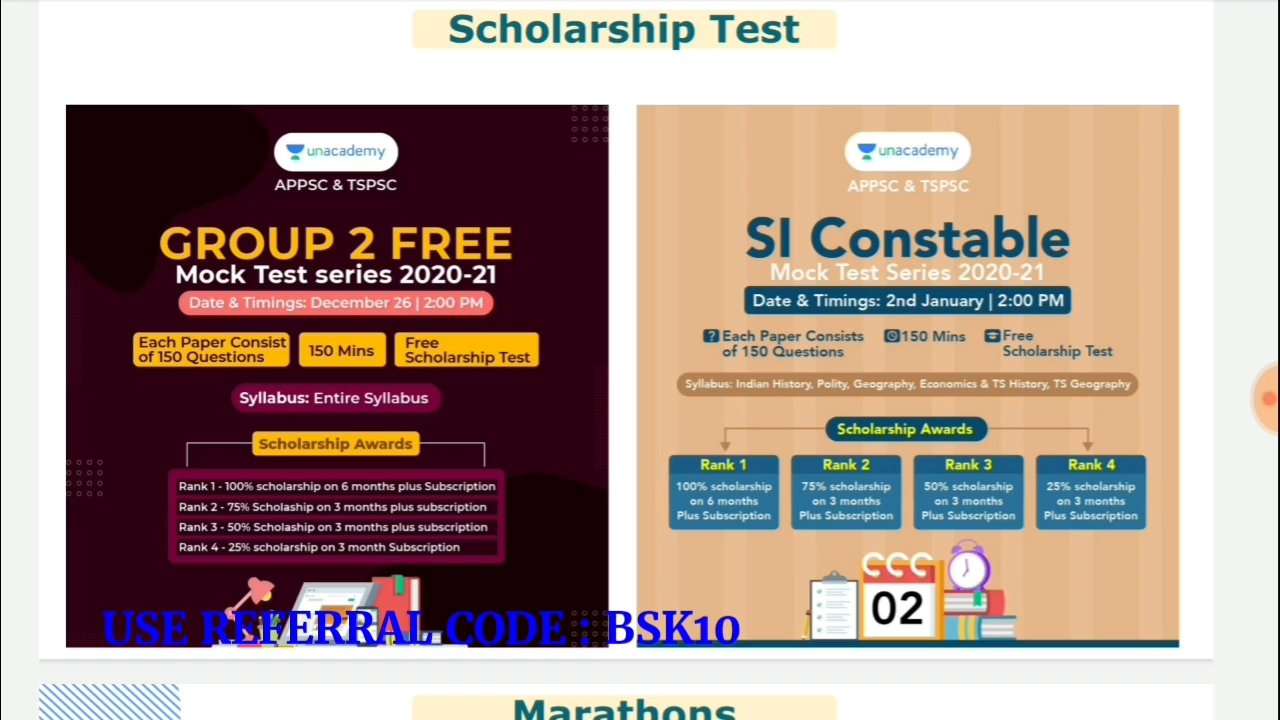 Scholarship Test
unacademy
APPSC & TSPSC
GROUP 2 FREE
Mock Test series 2020-21
Date & Timings: December 26 | 2:00 PM
Each Paper Consist
of 150 Questions
150 Mins
Free
Scholarship Test
Syllabus: Entire Syllabus
Scholarship Awards
Rank 1 - 100% scholarship on 6 months plus Subscription
Rank 2 - 75% Scholaship on 3 months plus subscription
Rank 3 - 50% Scholaship on 3 months plus subscription
Rank 4 - 25% scholarship on 3 month Subscription
unacademy
APPSC & TSPSC
SI Constable
Mock Test Series 2020-21
Date & Timings: 2nd January | 2:00 PM
Each Paper Consists
of 150 Questions
150 Mins
Free
Scholarship Test
Syllabus: Indian History, Polity, Geography, Economics & TS History, TS Geography
Scholarship Awards
Rank 1
100% scholarship
on 6 months
Plus Subscription
Rank 2
75% scholarship
on 3 months
Plus Subscription
Rank 3
50% scholarship
on 3 months
Plus Subscription
Rank 4
25% scholarship
on 3 months
Plus Subscription
02
USE REFERRAL CODE : BSK10
Marathons